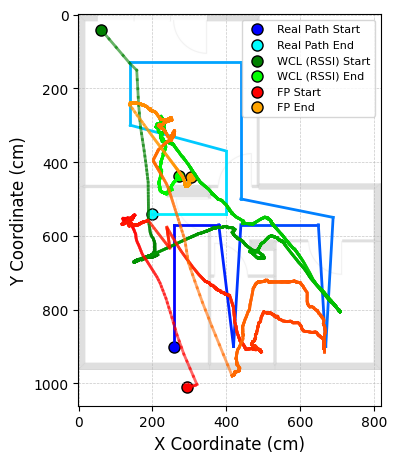 0
200
400
600
800
1000
0
200
400
600
800
Y Coordinate (cm)
X Coordinate (cm)
Real Path Start
Real Path End
WCL (RSSI) Start
WCL (RSSI) End
FP Start
FP End